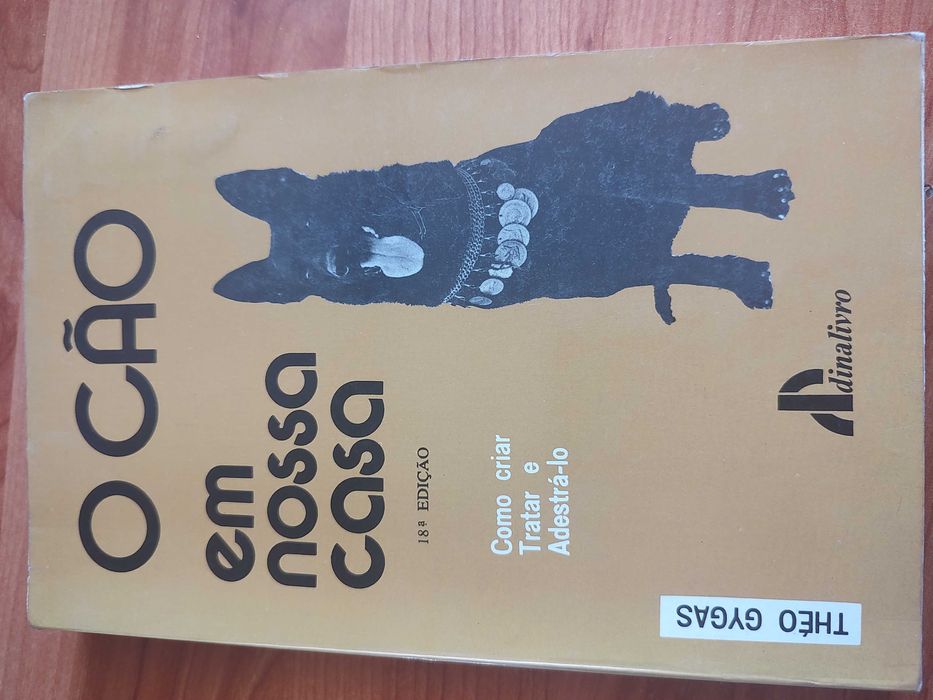 O CÃO
em
nossa
casa
18ª EDIÇÃO
Como criar
Tratar e
Adestrá-lo
THÉO GYGAS
dinalivro